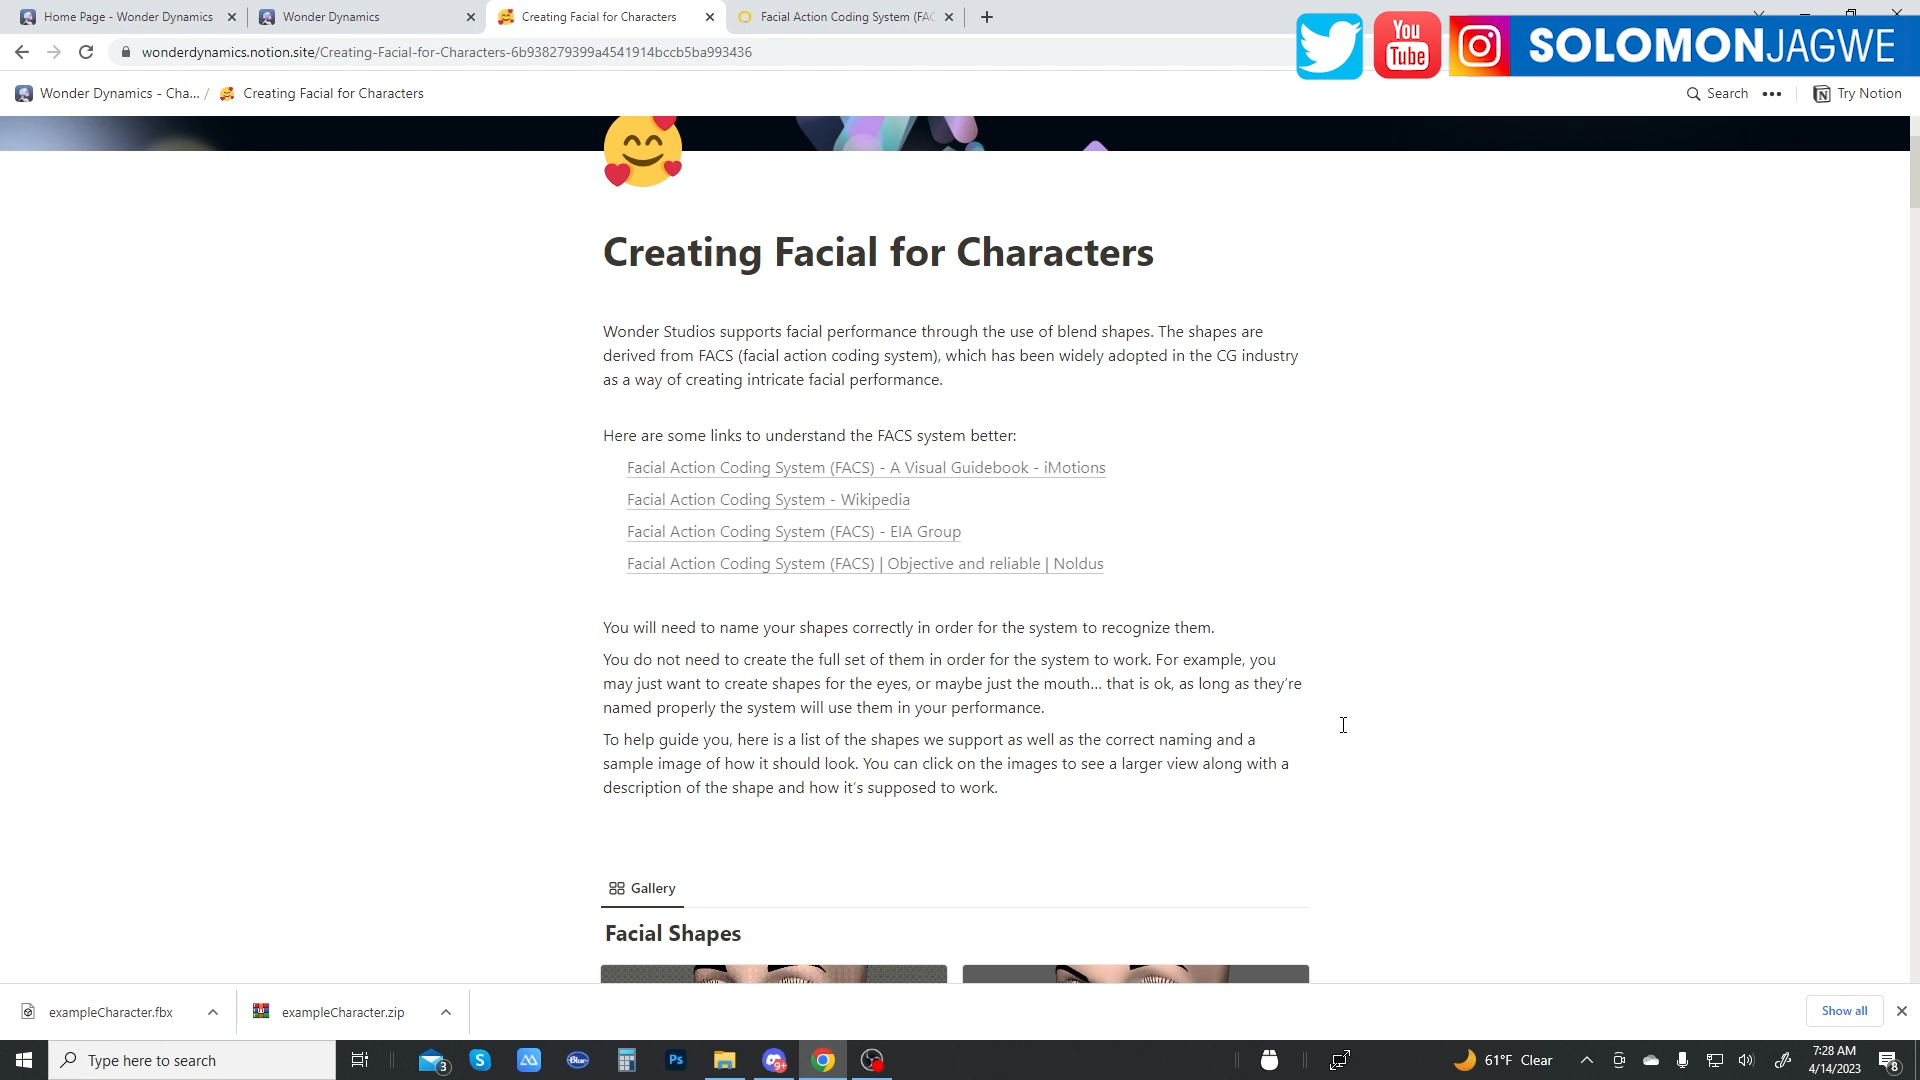 Home Page - Wonder Dynamics
Wonder Dynamics
Creating Facial for Characters
Facial Action Coding System (FAC
wonderdynamics.notion.site/Creating-Facial-for-Characters-6b938279399a4541914bccb5ba993436
You
Tube
SOLOMONJAGWE
Wonder Dynamics - Cha... / Creating Facial for Characters
Search
Try Notion
Creating Facial for Characters
Wonder Studios supports facial performance through the use of blend shapes. The shapes are
derived from FACS (facial action coding system), which has been widely adopted in the CG industry
as a way of creating intricate facial performance.
Here are some links to understand the FACS system better:
Facial Action Coding System (FACS) - A Visual Guidebook - iMotions
Facial Action Coding System - Wikipedia
Facial Action Coding System (FACS) - EIA Group
Facial Action Coding System (FACS) | Objective and reliable | Noldus
You will need to name your shapes correctly in order for the system to recognize them.
You do not need to create the full set of them in order for the system to work. For example, you
may just want to create shapes for the eyes, or maybe just the mouth... that is ok, as long as they're
named properly the system will use them in your performance.
To help guide you, here is a list of the shapes we support as well as the correct naming and a
sample image of how it should look. You can click on the images to see a larger view along with a
description of the shape and how it's supposed to work.
Gallery
Facial Shapes
exampleCharacter.fbx
exampleCharacter.zip
Show all
Type here to search
3
Blue
Ps
9+
61°F Clear
7:28 AM
4/14/2023
8